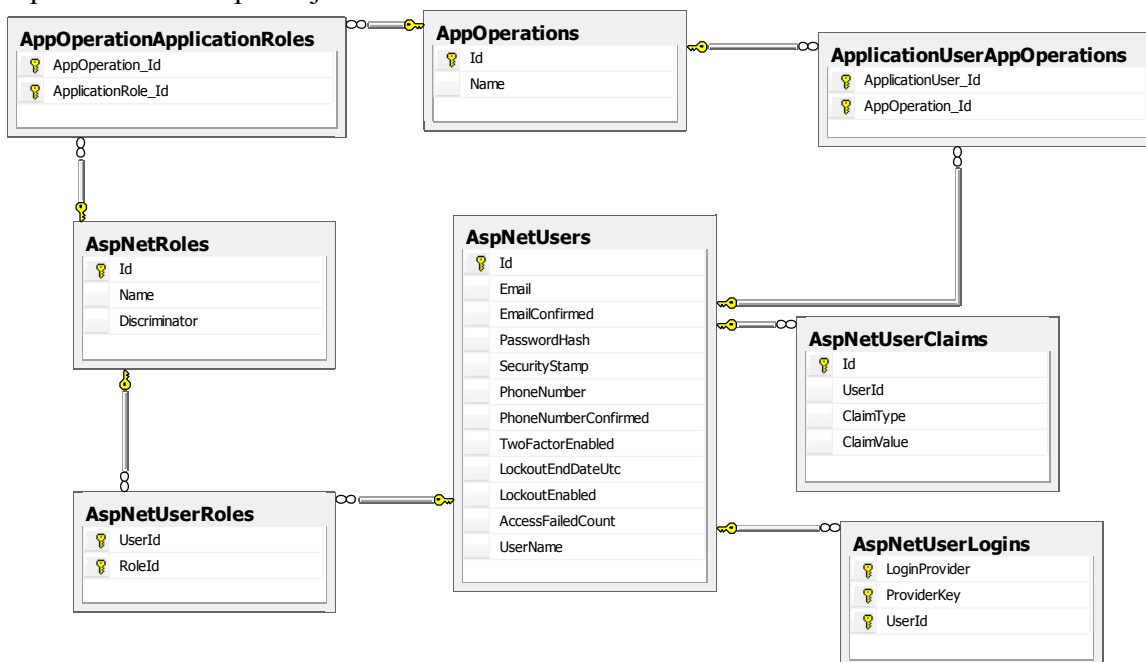 AppOperationApplicationRoles
AppOperation_Id
ApplicationRole_Id
AppOperations
Id
Name
ApplicationUserAppOperations
ApplicationUser_Id
AppOperation_Id
AspNetRoles
Id
Name
Discriminator
AspNetUsers
Id
Email
EmailConfirmed
PasswordHash
SecurityStamp
PhoneNumber
PhoneNumberConfirmed
TwoFactorEnabled
LockoutEndDateUtc
LockoutEnabled
AccessFailedCount
UserName
AspNetUserClaims
Id
UserId
ClaimType
ClaimValue
AspNetUserRoles
UserId
RoleId
AspNetUserLogins
LoginProvider
ProviderKey
UserId